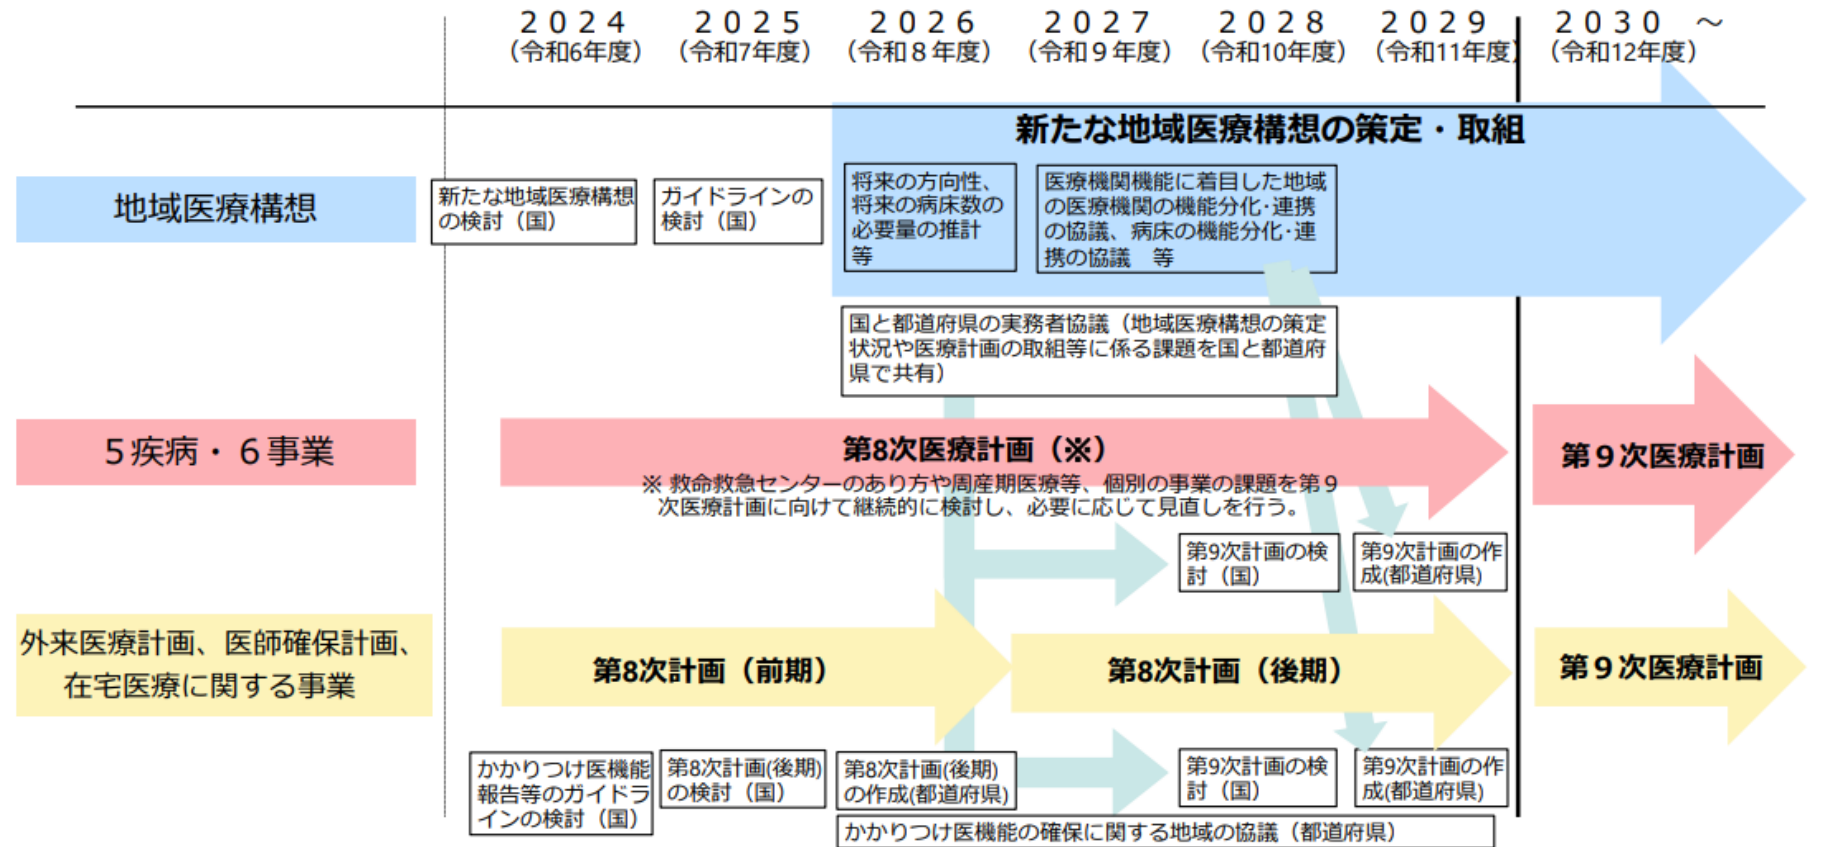 ２０２４
（令和6年度）
２０２５
（令和7年度）
２０２６
（令和８年度）
２０２７
（令和９年度）
２０２８
（令和10年度）
２０２９
（令和11年度）
２０３０　～
（令和12年度）
新たな地域医療構想の策定・取組
地域医療構想
新たな地域医療構想
の検討（国）
ガイドラインの
検討（国）
将来の方向性、
将来の病床数の
必要量の推計
等
医療機関機能に着目した地域
の医療機関の機能分化･連携
の協議、病床の機能分化･連
携の協議　等
国と都道府県の実務者協議（地域医療構想の策定
状況や医療計画の取組等に係る課題を国と都道府
県で共有）
５疾病・６事業
第8次医療計画（※）
※ 救命救急センターのあり方や周産期医療等、個別の事業の課題を第９
次医療計画に向けて継続的に検討し、必要に応じて見直しを行う。
第９次医療計画
第9次計画の検
討（国）
第9次計画の作
成(都道府県)
外来医療計画、医師確保計画、
在宅医療に関する事業
第8次計画（前期）
第8次計画（後期）
第９次医療計画
かかりつけ医機能
報告等のガイドラ
インの検討（国）
第8次計画(後期)
の検討（国）
第8次計画(後期)
の作成(都道府県)
第9次計画の検
討（国）
第9次計画の作
成(都道府県)
かかりつけ医機能の確保に関する地域の協議（都道府県）